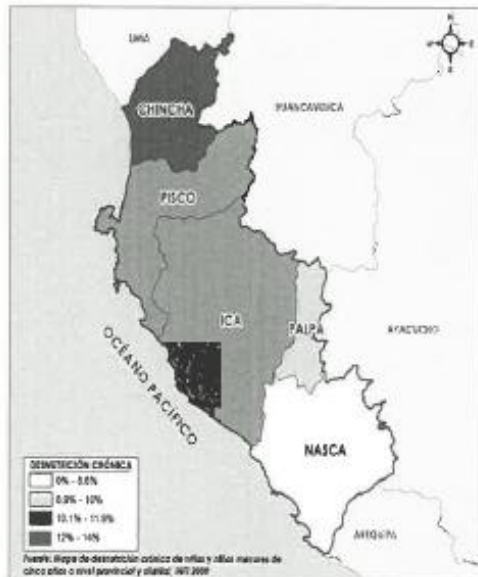 N
LIMA
CHINCHA
HUANCAVELICA
PISCO
ICA
PALPA
AYACUCHO
OCÉANO PACÍFICO
NASCA
AREQUIPA
DESNUTRICIÓN CRÓNICA
0% - 8.8%
8.9% - 10%
10.1% - 11.9%
12% - 14%
Fuente: Mapa de desnutrición crónica de niñas y niños menores de
cinco años a nivel provincial y distrital,